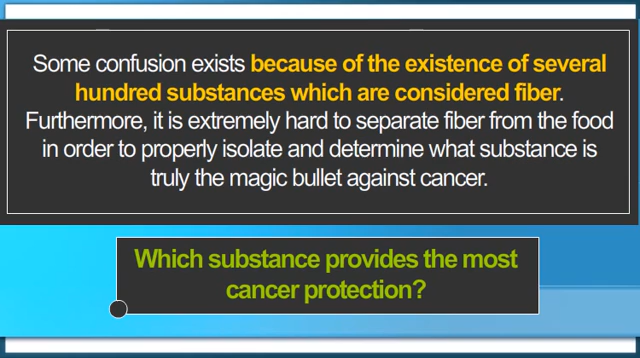 Some confusion exists because of the existence of several
hundred substances which are considered fiber.
Furthermore, it is extremely hard to separate fiber from the food
in order to properly isolate and determine what substance is
truly the magic bullet against cancer.
Which substance provides the most
cancer protection?